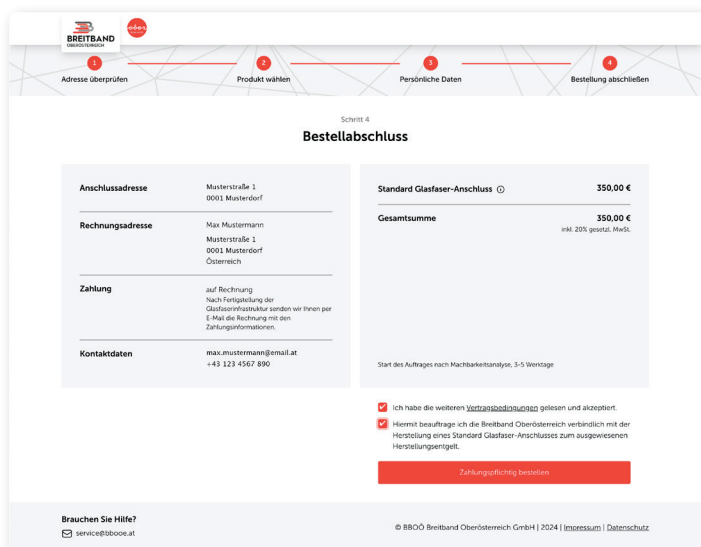 BREITBAND
OBERÖSTERREICH
ober
1
2
3
4
Adresse überprüfen
Produkt wählen
Persönliche Daten
Bestellung abschließen
Schritt 4
Bestellabschluss
Anschlussadresse
Musterstraße 1
0001 Musterdorf
Rechnungsadresse
Max Mustermann
Musterstraße 1
0001 Musterdorf
Österreich
Zahlung
auf Rechnung
Nach Fertigstellung der
Glasfaserinfrastruktur senden wir Ihnen per
E-Mail die Rechnung mit den
Zahlungsinformationen.
Kontaktdaten
max.mustermann@email.at
+43 123 4567 890
Standard Glasfaser-Anschluss 350,00 €
Gesamtsumme 350,00 €
inkl. 20% gesetzl. MwSt.
Start des Auftrages nach Machbarkeitsanalyse, 3-5 Werktage
Ich habe die weiteren Vertragsbedingungen gelesen und akzeptiert.
Hiermit beauftrage ich die Breitband Oberösterreich verbindlich mit der
Herstellung eines Standard Glasfaser-Anschlusses zum ausgewiesenen
Herstellungsentgelt.
Zahlungspflichtig bestellen
Brauchen Sie Hilfe?
service@bbooe.at
© BBOÖ Breitband Oberösterreich GmbH | 2024 | Impressum | Datenschutz